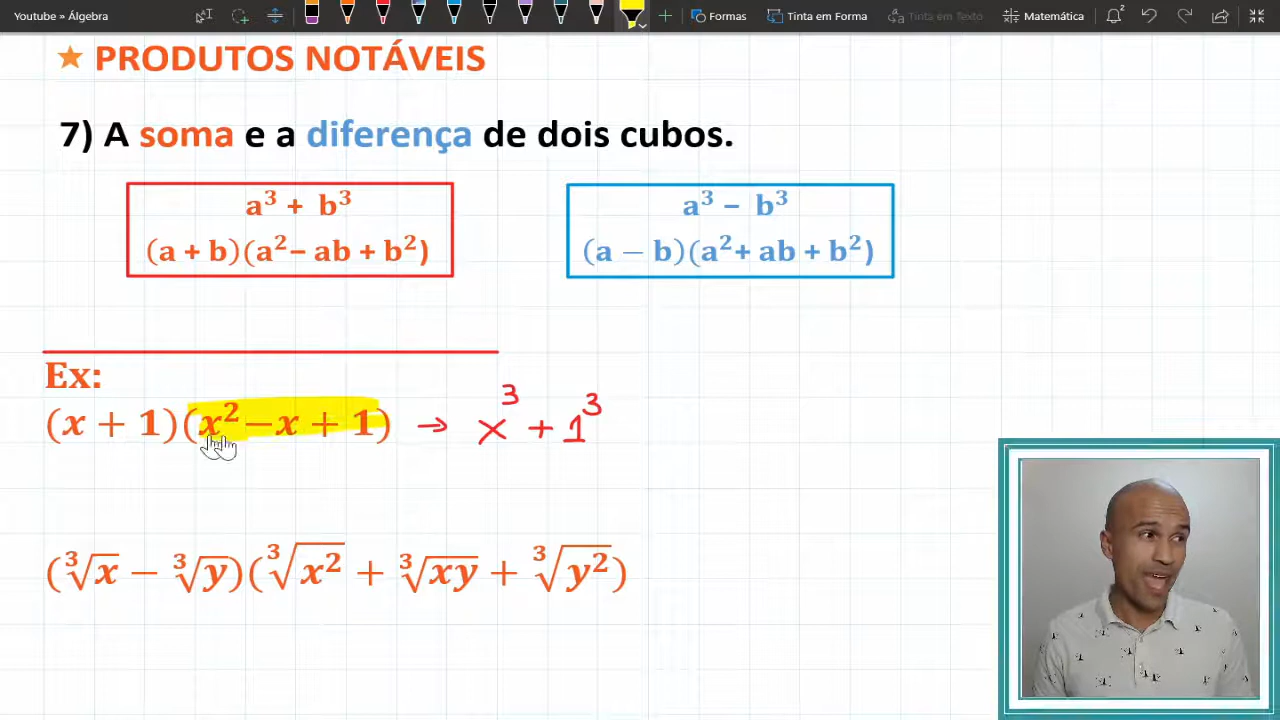 Youtube » Álgebra Formas Tinta em Forma Tinta em Texto Matemática 2
PRODUTOS NOTÁVEIS
7) A soma e a diferença de dois cubos.
a³ + b³
(a + b)(a² – ab + b²)
a³ – b³
(a – b)(a² + ab + b²)
Ex:
(x + 1)(x² – x + 1) → x³ + 1³
(∛x – ∛y)(∛x² + ∛xy + ∛y²)